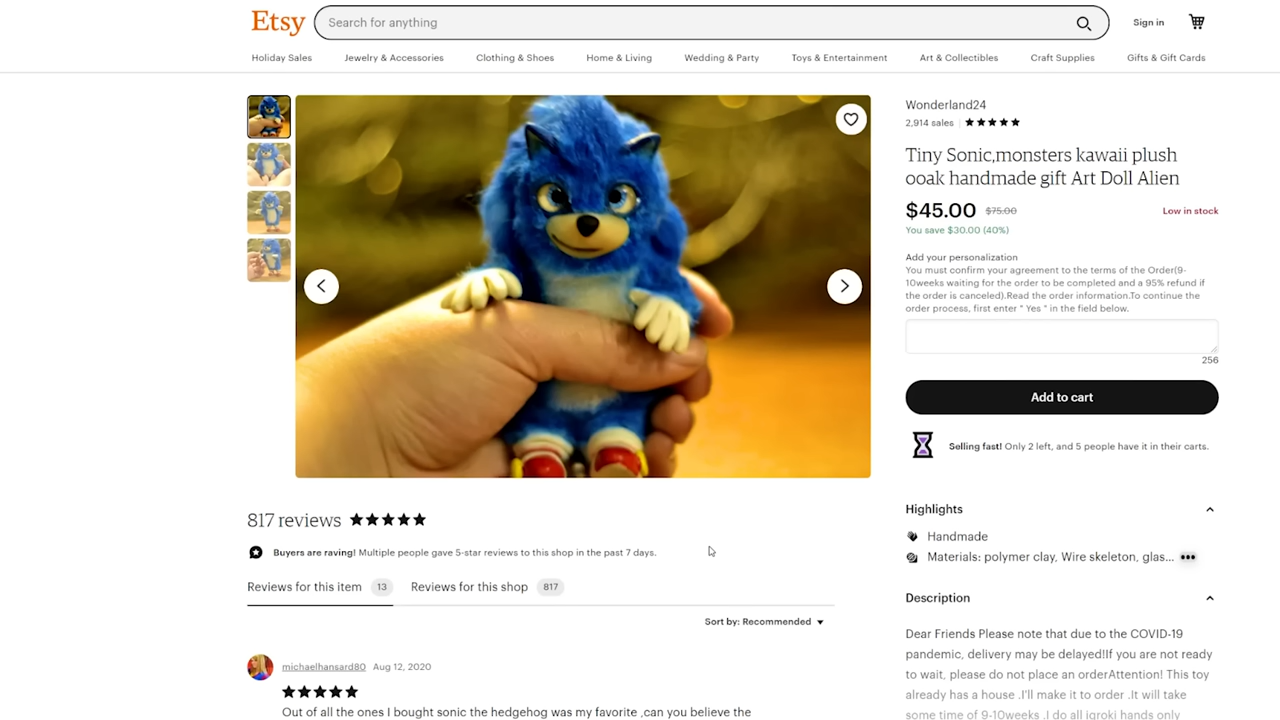 Etsy
Search for anything
Sign in
Holiday Sales
Jewelry & Accessories
Clothing & Shoes
Home & Living
Wedding & Party
Toys & Entertainment
Art & Collectibles
Craft Supplies
Gifts & Gift Cards
Wonderland24
2,914 sales
Tiny Sonic,monsters kawaii plush
ooak handmade gift Art Doll Alien
$45.00 $75.00
Low in stock
You save $30.00 (40%)
Add your personalization
You must confirm your agreement to the terms of the Order(9-
10weeks waiting for the order to be completed and a 95% refund if
the order is canceled).Read the order information.To continue the
order process, first enter " Yes " in the field below.
256
Add to cart
Selling fast! Only 2 left, and 5 people have it in their carts.
Highlights
Handmade
Materials: polymer clay, Wire skeleton, glas...
Description
Dear Friends Please note that due to the COVID-19
pandemic, delivery may be delayed!If you are not ready
to wait, please do not place an orderAttention! This toy
already has a house .I'll make it to order .It will take
some time of 9-10weeks .I do all igroki hands only
817 reviews
Buyers are raving! Multiple people gave 5-star reviews to this shop in the past 7 days.
Reviews for this item 13
Reviews for this shop 817
Sort by: Recommended
michaelhansard80 Aug 12, 2020
Out of all the ones I bought sonic the hedgehog was my favorite ,can you believe the